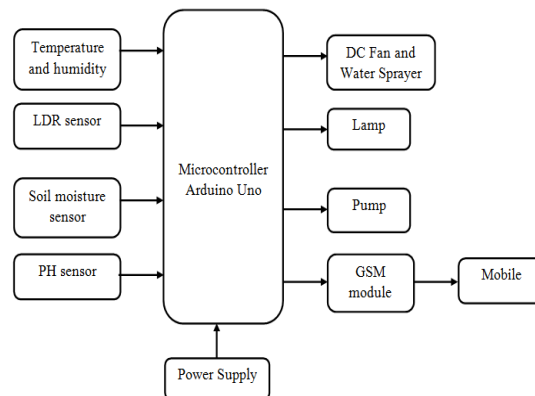 Temperature
and humidity
LDR sensor
Soil moisture
sensor
PH sensor
Microcontroller
Arduino Uno
DC Fan and
Water Sprayer
Lamp
Pump
GSM
module
Mobile
Power Supply